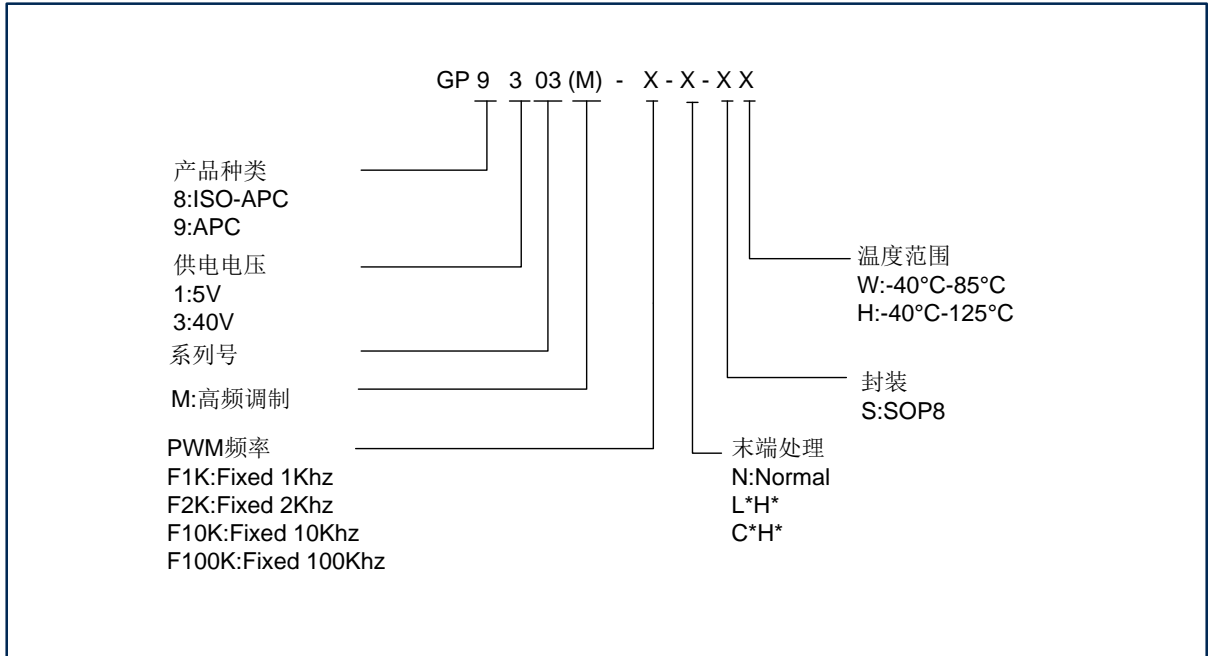 GP 9 3 03 (M) - X - X - X X
产品种类
8:ISO-APC
9:APC
供电电压
1:5V
3:40V
系列号
M:高频调制
PWM频率
F1K:Fixed 1Khz
F2K:Fixed 2Khz
F10K:Fixed 10Khz
F100K:Fixed 100Khz
温度范围
W:-40°C-85°C
H:-40°C-125°C
封装
S:SOP8
末端处理
N:Normal
L*H*
C*H*